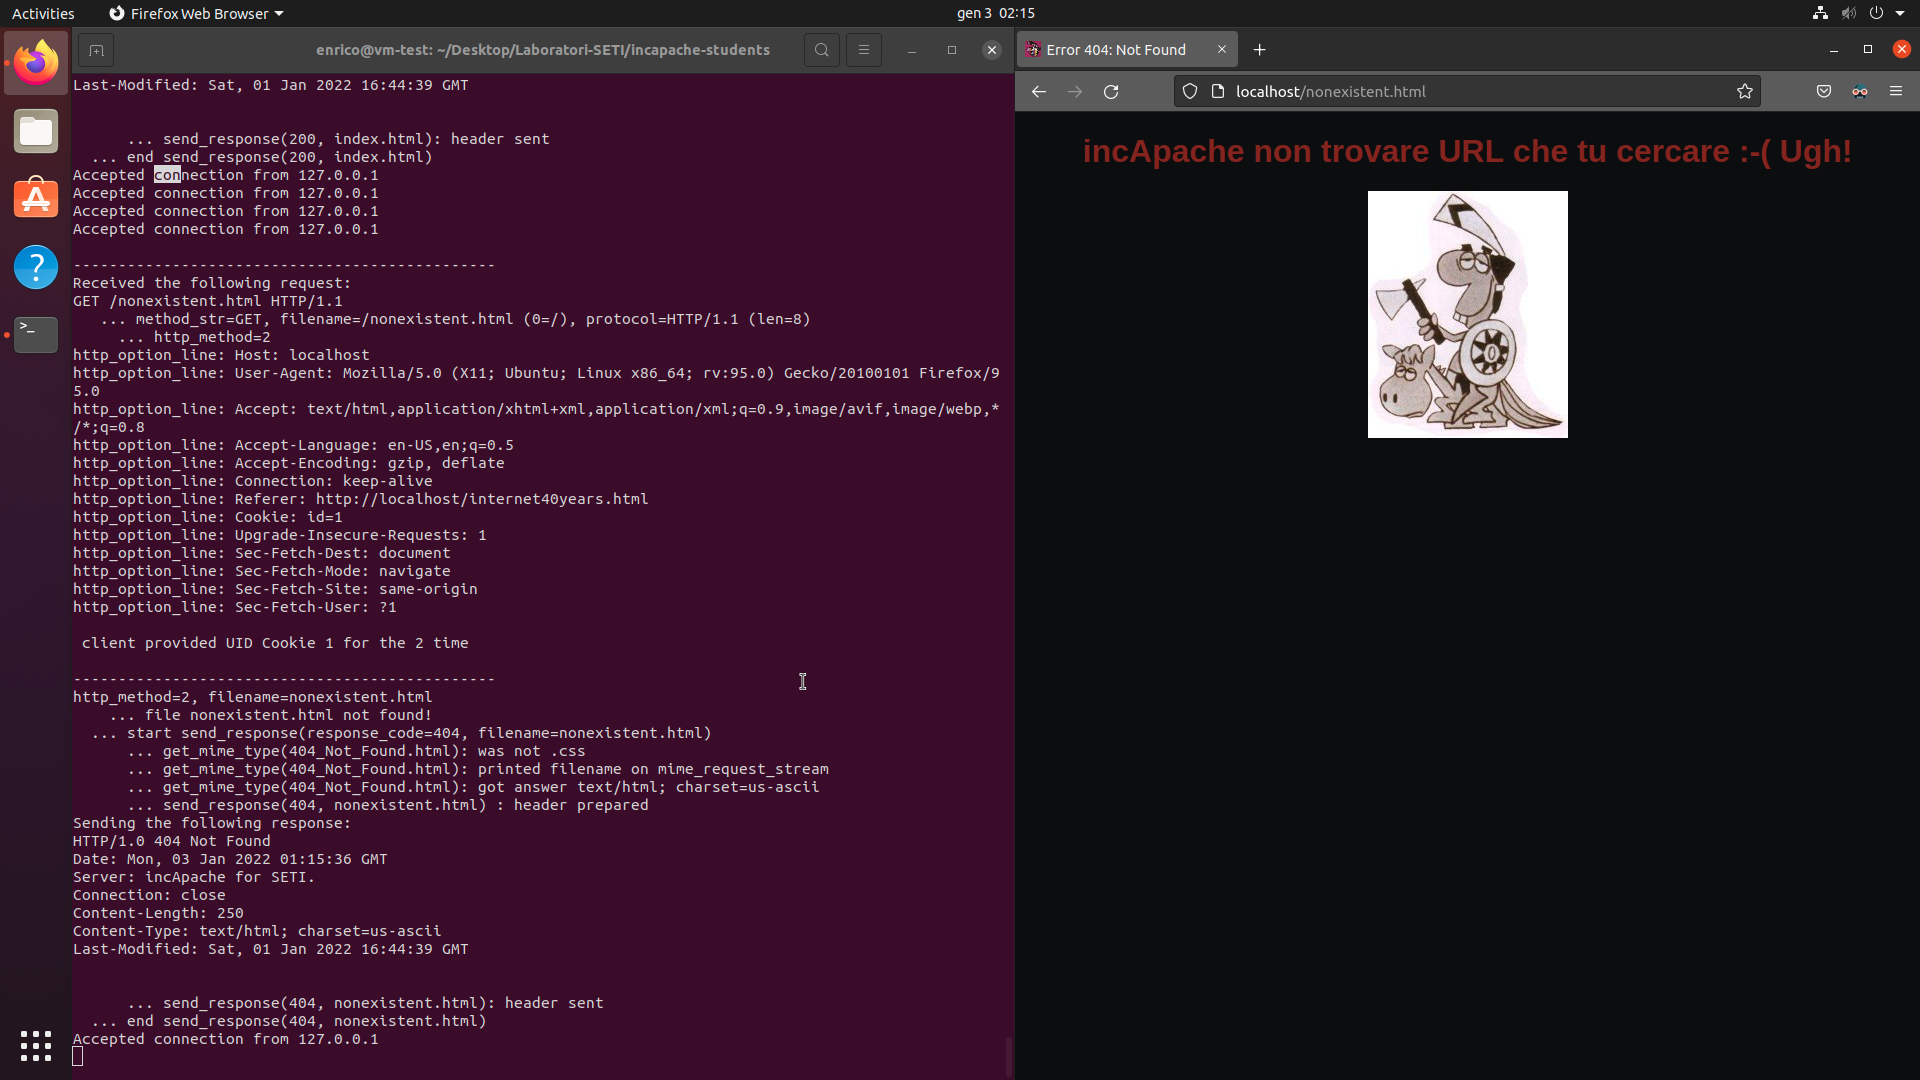 Activities
Firefox Web Browser
gen 3 02:15
enrico@vm-test: ~/Desktop/Laboratori-SETI/incapache-students
Last-Modified: Sat, 01 Jan 2022 16:44:39 GMT
... send_response(200, index.html): header sent
... end send_response(200, index.html)
Accepted connection from 127.0.0.1
Accepted connection from 127.0.0.1
Accepted connection from 127.0.0.1
Accepted connection from 127.0.0.1
-----------------------------------------------
Received the following request:
GET /nonexistent.html HTTP/1.1
... method_str=GET, filename=/nonexistent.html (0=/), protocol=HTTP/1.1 (len=8)
... http_method=2
http_option_line: Host: localhost
http_option_line: User-Agent: Mozilla/5.0 (X11; Ubuntu; Linux x86_64; rv:95.0) Gecko/20100101 Firefox/9
5.0
http_option_line: Accept: text/html,application/xhtml+xml,application/xml;q=0.9,image/avif,image/webp,*
/*;q=0.8
http_option_line: Accept-Language: en-US,en;q=0.5
http_option_line: Accept-Encoding: gzip, deflate
http_option_line: Connection: keep-alive
http_option_line: Referer: http://localhost/internet40years.html
http_option_line: Cookie: id=1
http_option_line: Upgrade-Insecure-Requests: 1
http_option_line: Sec-Fetch-Dest: document
http_option_line: Sec-Fetch-Mode: navigate
http_option_line: Sec-Fetch-Site: same-origin
http_option_line: Sec-Fetch-User: ?1
client provided UID Cookie 1 for the 2 time
-----------------------------------------------
http_method=2, filename=nonexistent.html
... file nonexistent.html not found!
... start send_response(response_code=404, filename=nonexistent.html)
... get_mime_type(404_Not_Found.html): was not .css
... get_mime_type(404_Not_Found.html): printed filename on mime_request_stream
... get_mime_type(404_Not_Found.html): got answer text/html; charset=us-ascii
... send_response(404, nonexistent.html) : header prepared
Sending the following response:
HTTP/1.0 404 Not Found
Date: Mon, 03 Jan 2022 01:15:36 GMT
Server: incApache for SETI.
Connection: close
Content-Length: 250
Content-Type: text/html; charset=us-ascii
Last-Modified: Sat, 01 Jan 2022 16:44:39 GMT
... send_response(404, nonexistent.html): header sent
... end send_response(404, nonexistent.html)
Accepted connection from 127.0.0.1
Error 404: Not Found
localhost/nonexistent.html
incApache non trovare URL che tu cercare :-( Ugh!